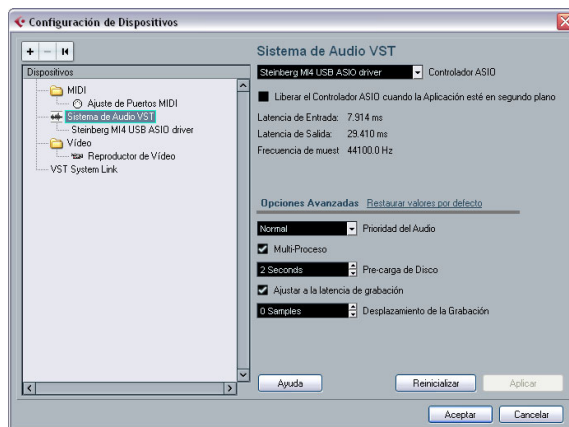 Configuración de Dispositivos
Dispositivos
MIDI
Ajuste de Puertos MIDI
Sistema de Audio VST
Steinberg MI4 USB ASIO driver
Vídeo
Reproductor de Vídeo
VST System Link
Sistema de Audio VST
Steinberg MI4 USB ASIO driver Controlador ASIO
Liberar el Controlador ASIO cuando la Aplicación esté en segundo plano
Latencia de Entrada: 7.914 ms
Latencia de Salida: 29.410 ms
Frecuencia de muest 44100.0 Hz
Opciones Avanzadas Restaurar valores por defecto
Normal Prioridad del Audio
Multi-Proceso
2 Seconds Pre-carga de Disco
Ajustar a la latencia de grabación
0 Samples Desplazamiento de la Grabación
Ayuda Reinicializar Aplicar
Aceptar Cancelar